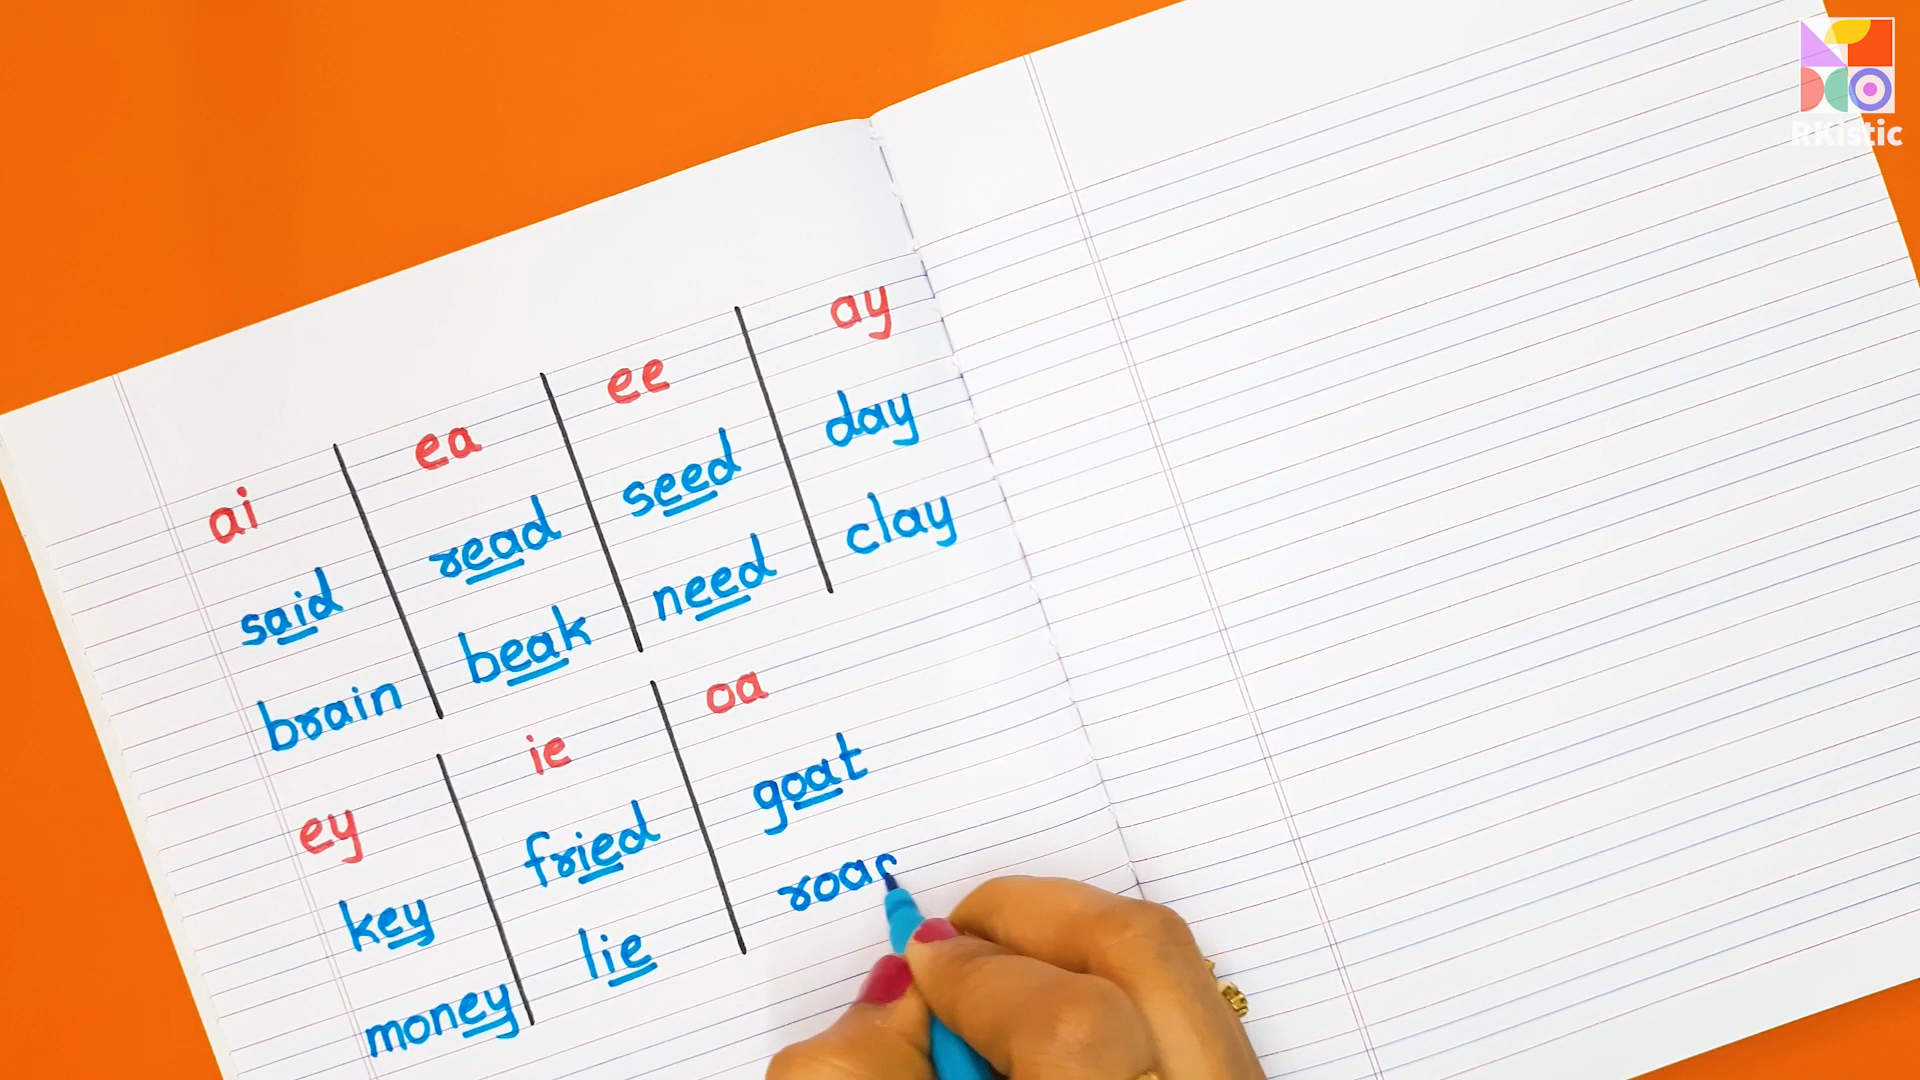 RKistic
ai ea ee ay
said read seed day
brain beak need clay
ey ie oa
key fried goat
money lie roar